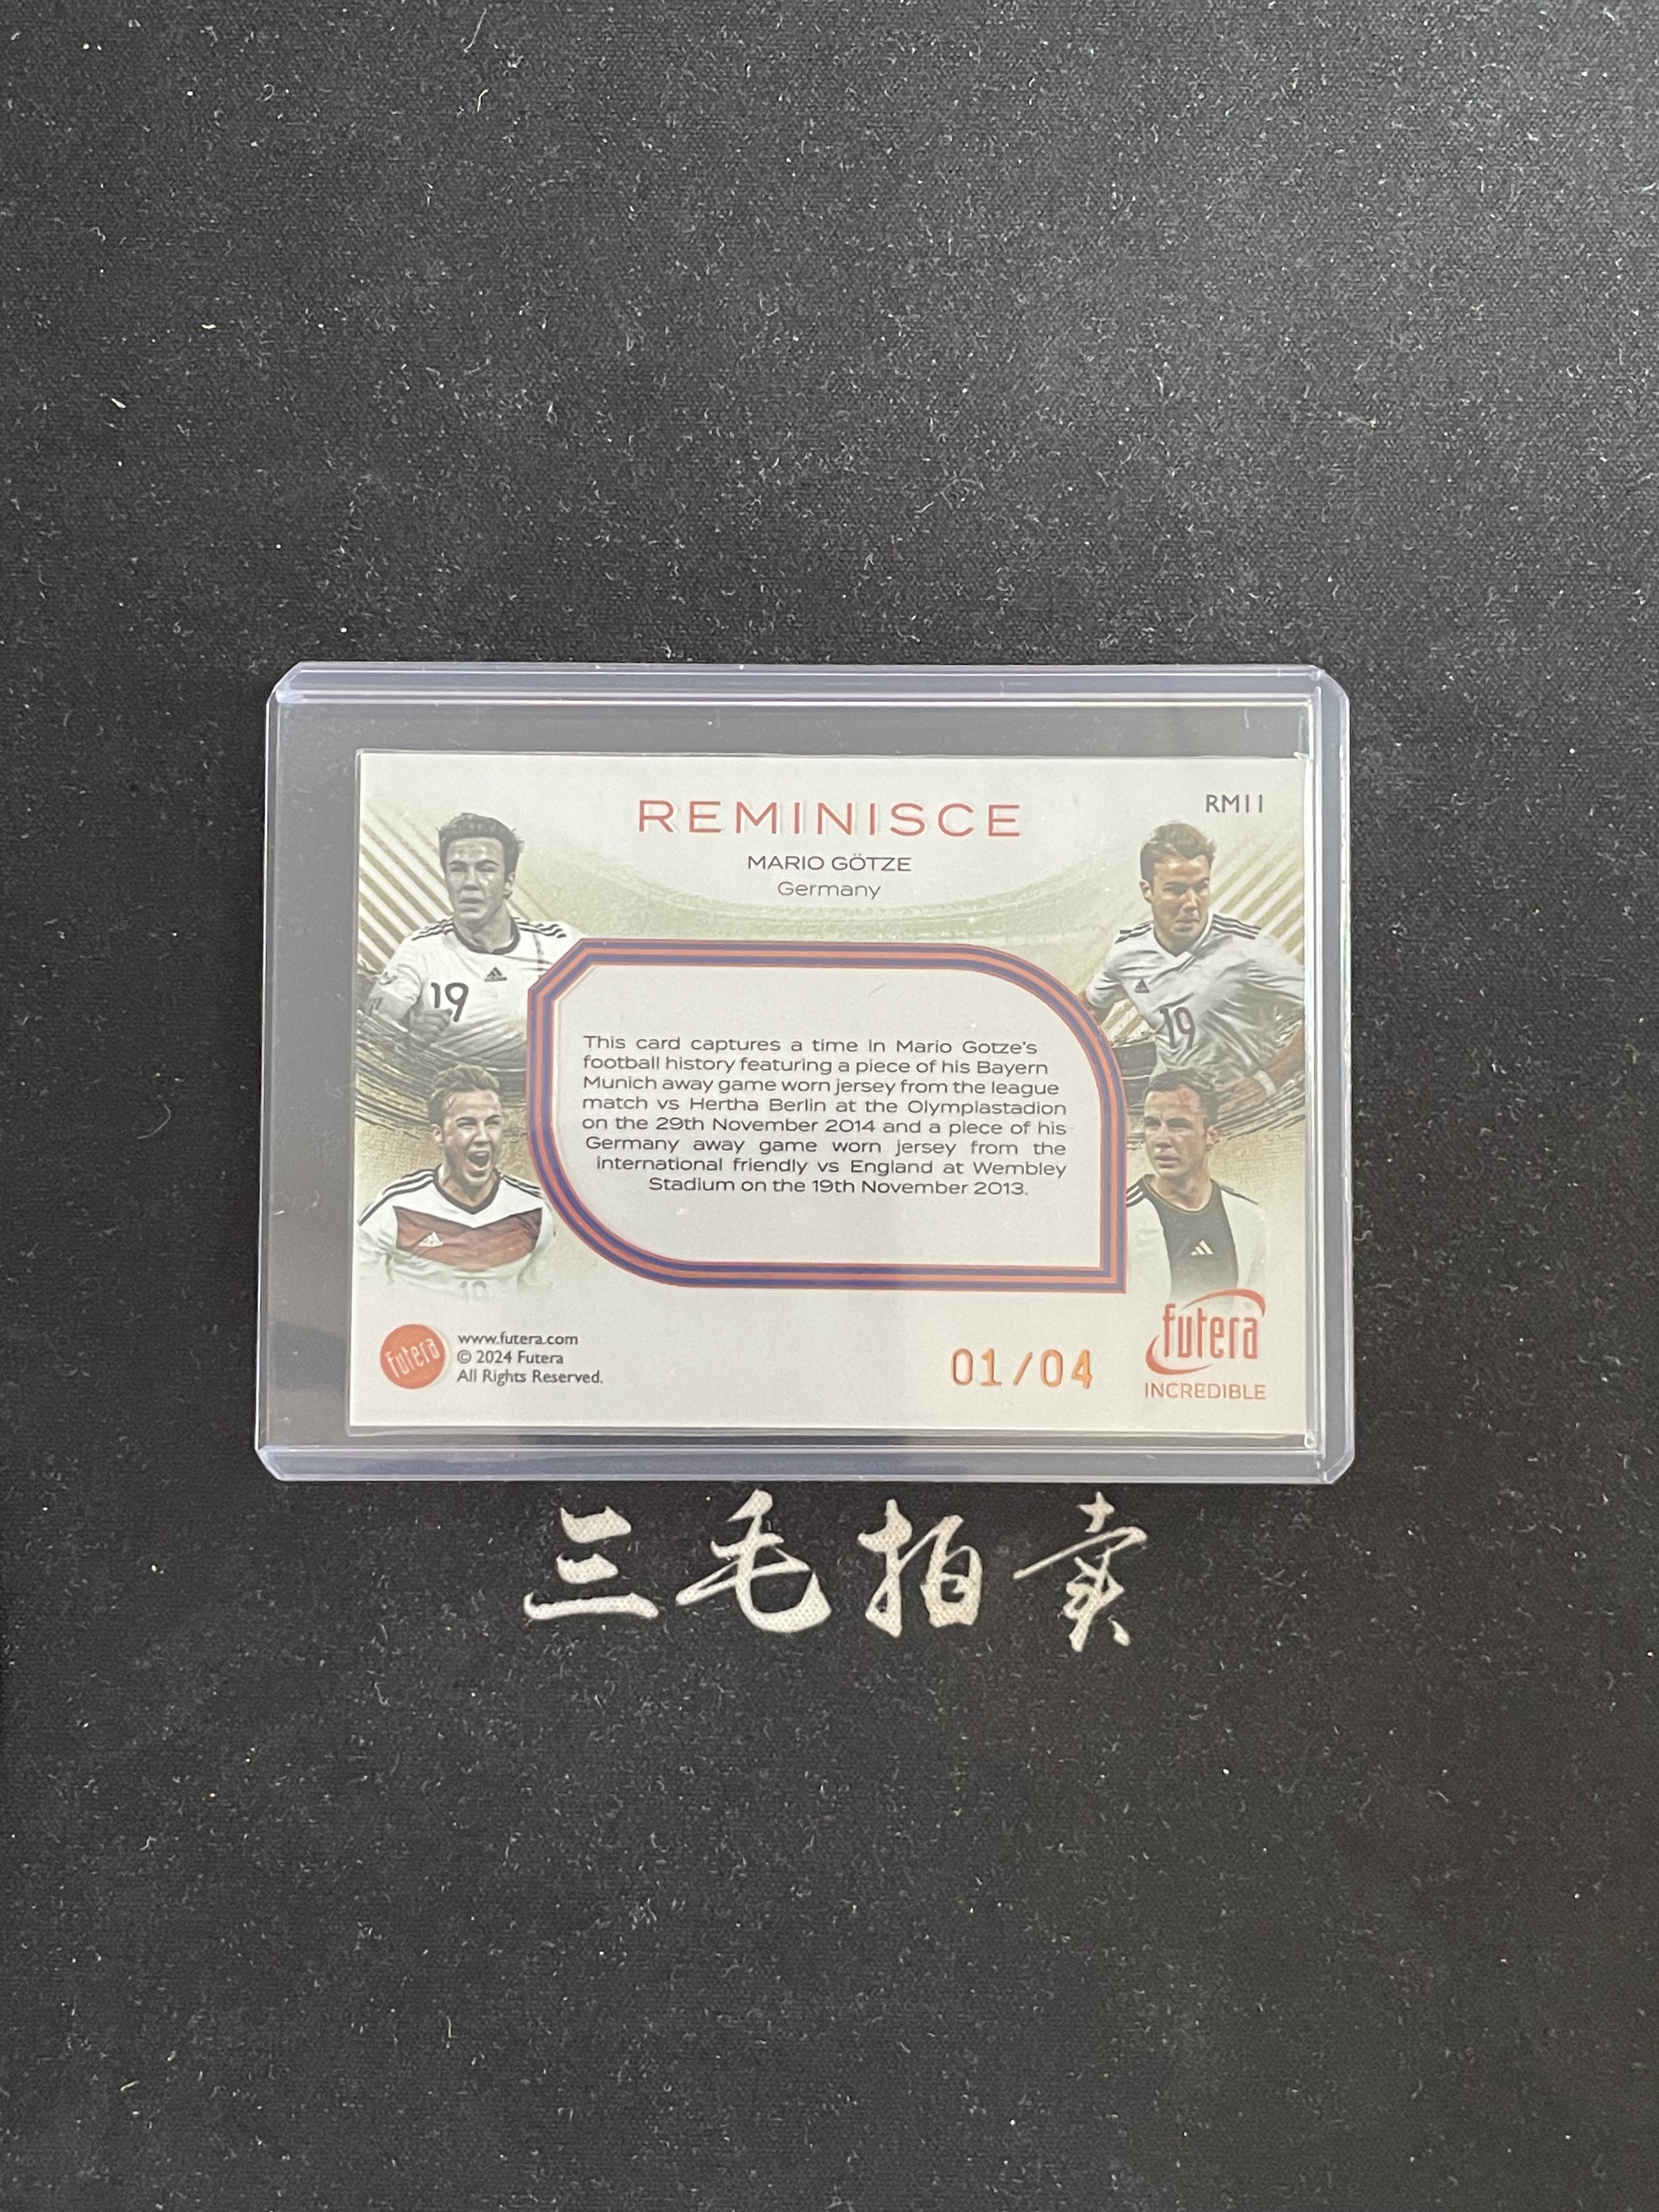 REMINISCE
RM11
MARIO GÖTZE
Germany
19
19
This card captures a time in Mario Gotze's
football history featuring a piece of his Bayern
Munich away game worn jersey from the league
match vs Hertha Berlin at the Olympiastadion
on the 29th November 2014 and a piece of his
Germany away game worn jersey from the
international friendly vs England at Wembley
Stadium on the 19th November 2013.
futera
www.futera.com
© 2024 Futera
All Rights Reserved.
01/04
futera
INCREDIBLE
三毛拍卖